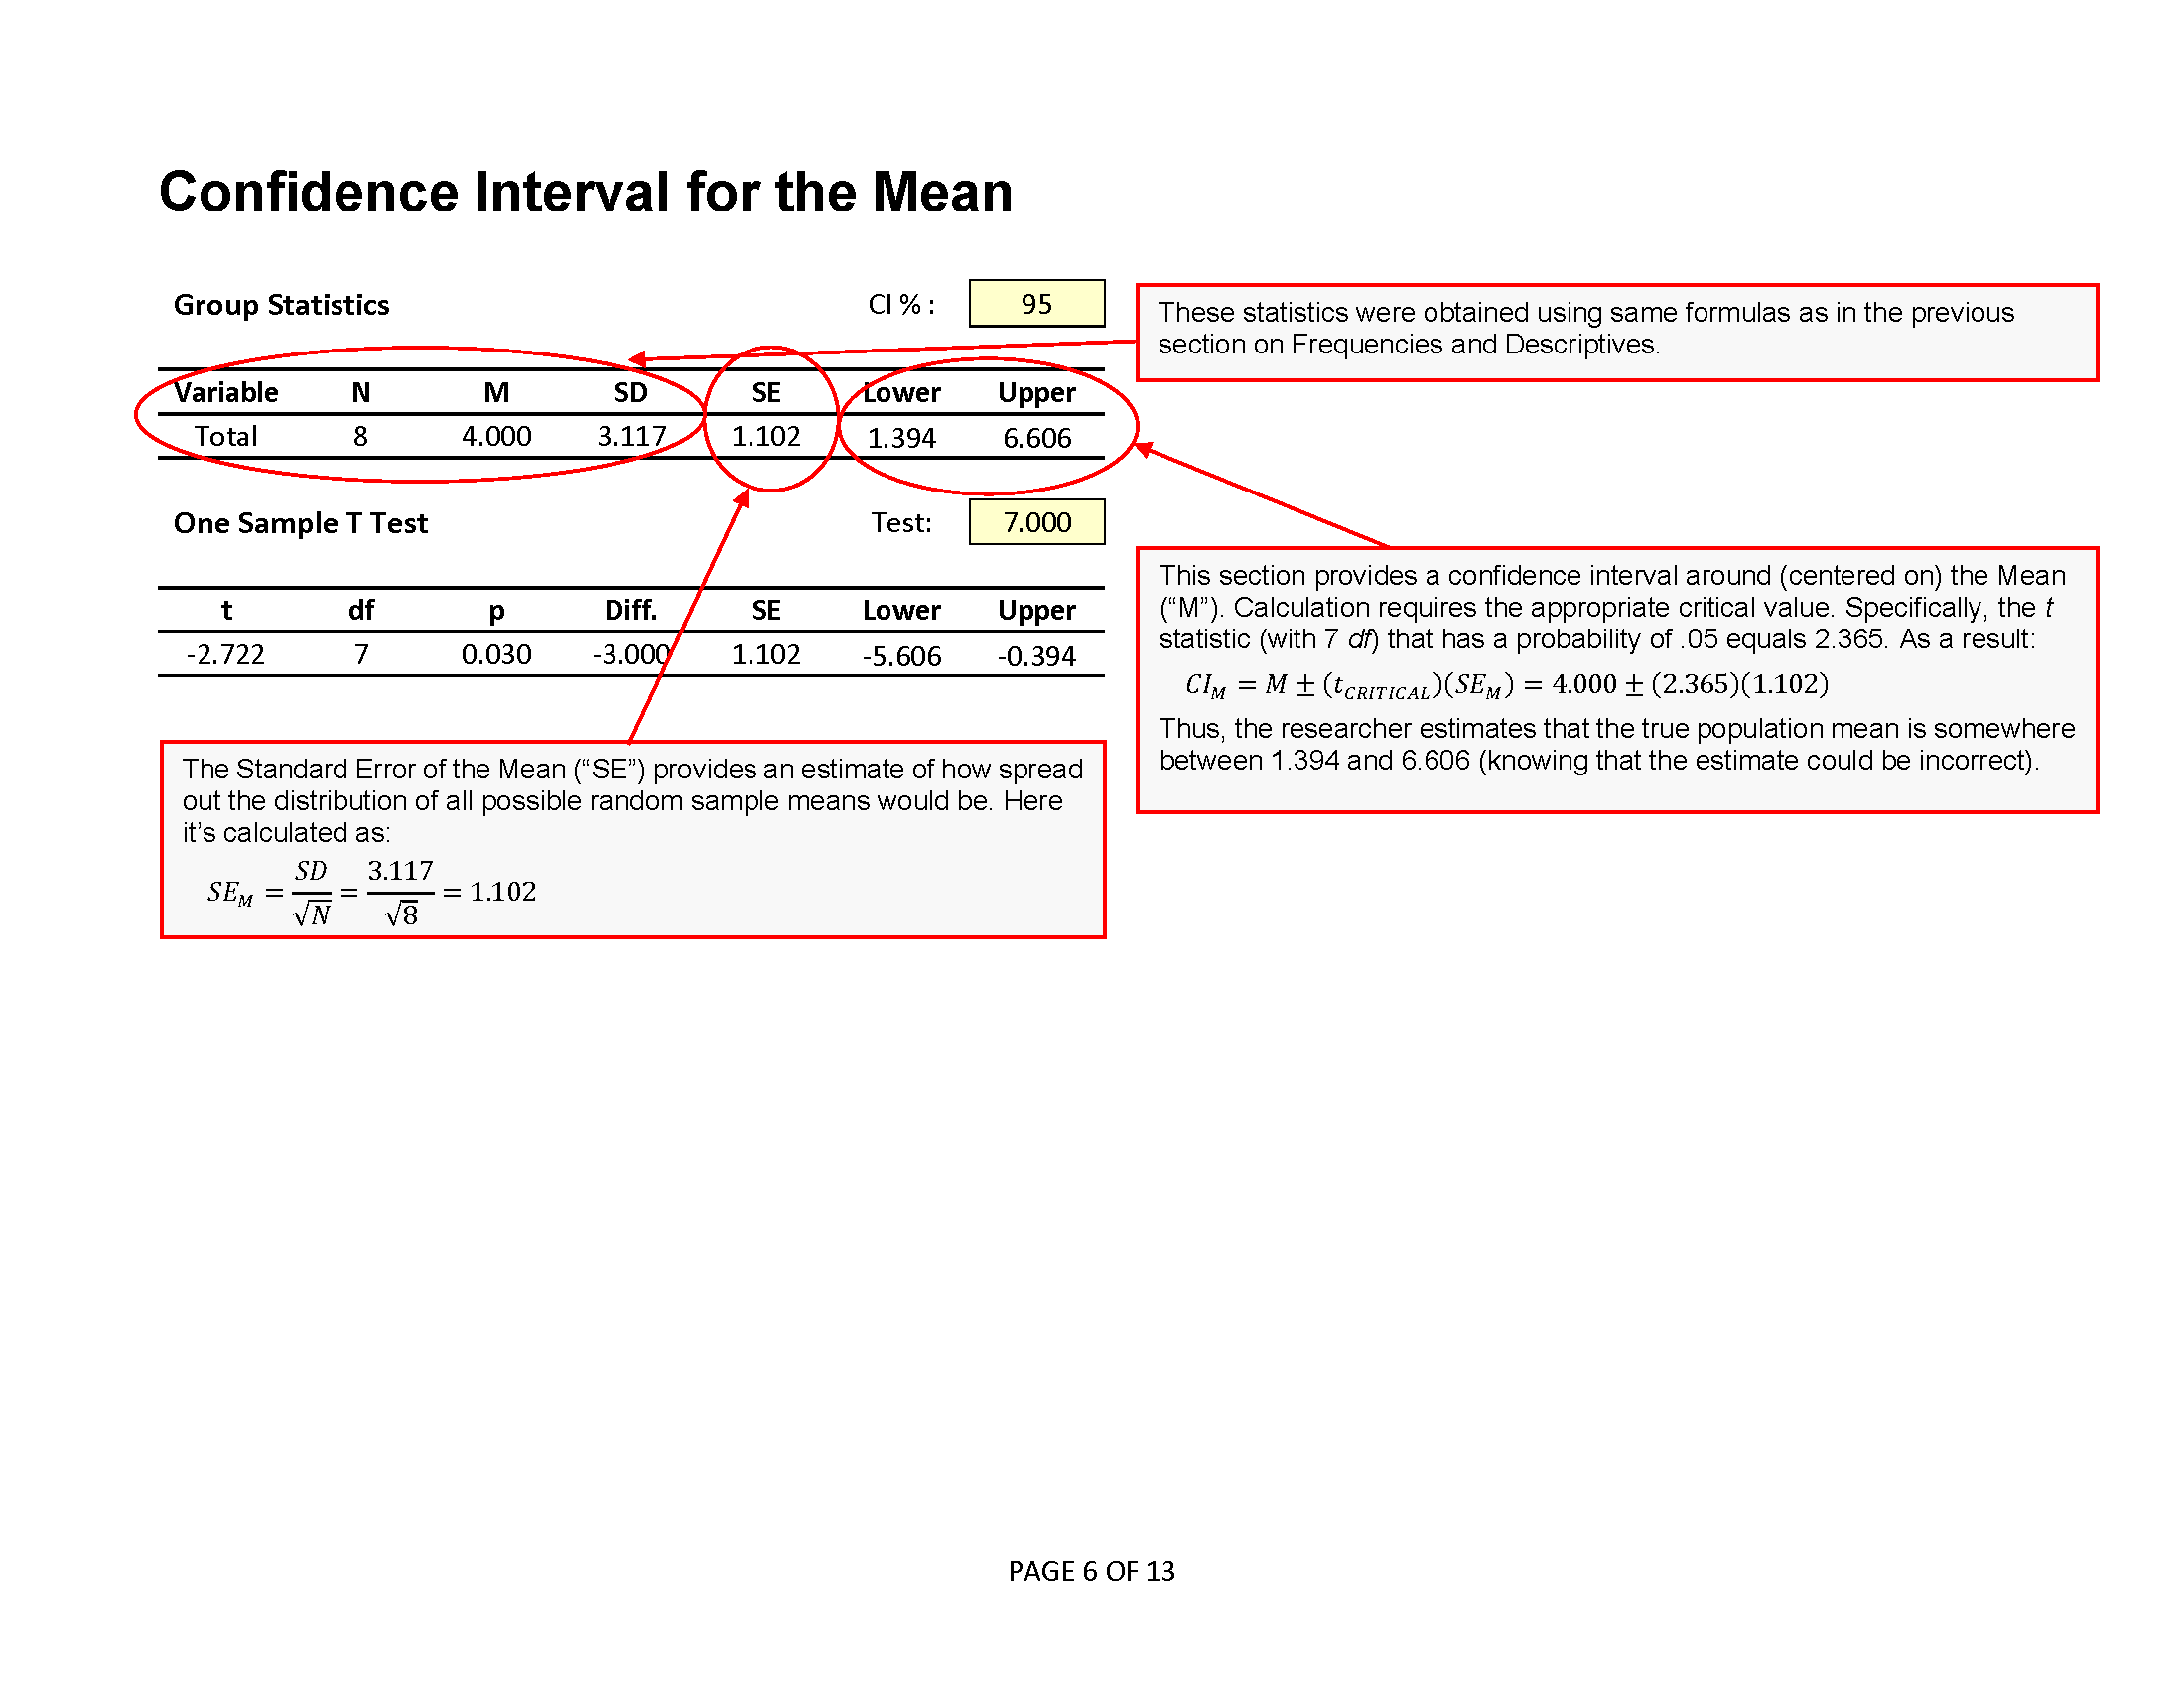 Confidence Interval for the Mean
Group Statistics CI % : 95
Variable N M SD SE Lower Upper
Total 8 4.000 3.117 1.102 1.394 6.606
These statistics were obtained using same formulas as in the previous
section on Frequencies and Descriptives.
One Sample T Test Test: 7.000
t df p Diff. SE Lower Upper
-2.722 7 0.030 -3.000 1.102 -5.606 -0.394
This section provides a confidence interval around (centered on) the Mean
(“M”). Calculation requires the appropriate critical value. Specifically, the t
statistic (with 7 df) that has a probability of .05 equals 2.365. As a result:
CI_M = M ± (t_CRITICAL)(SE_M) = 4.000 ± (2.365)(1.102)
Thus, the researcher estimates that the true population mean is somewhere
between 1.394 and 6.606 (knowing that the estimate could be incorrect).
The Standard Error of the Mean (“SE”) provides an estimate of how spread
out the distribution of all possible random sample means would be. Here
it’s calculated as:
SE_M = SD/√N = 3.117/√8 = 1.102
PAGE 6 OF 13